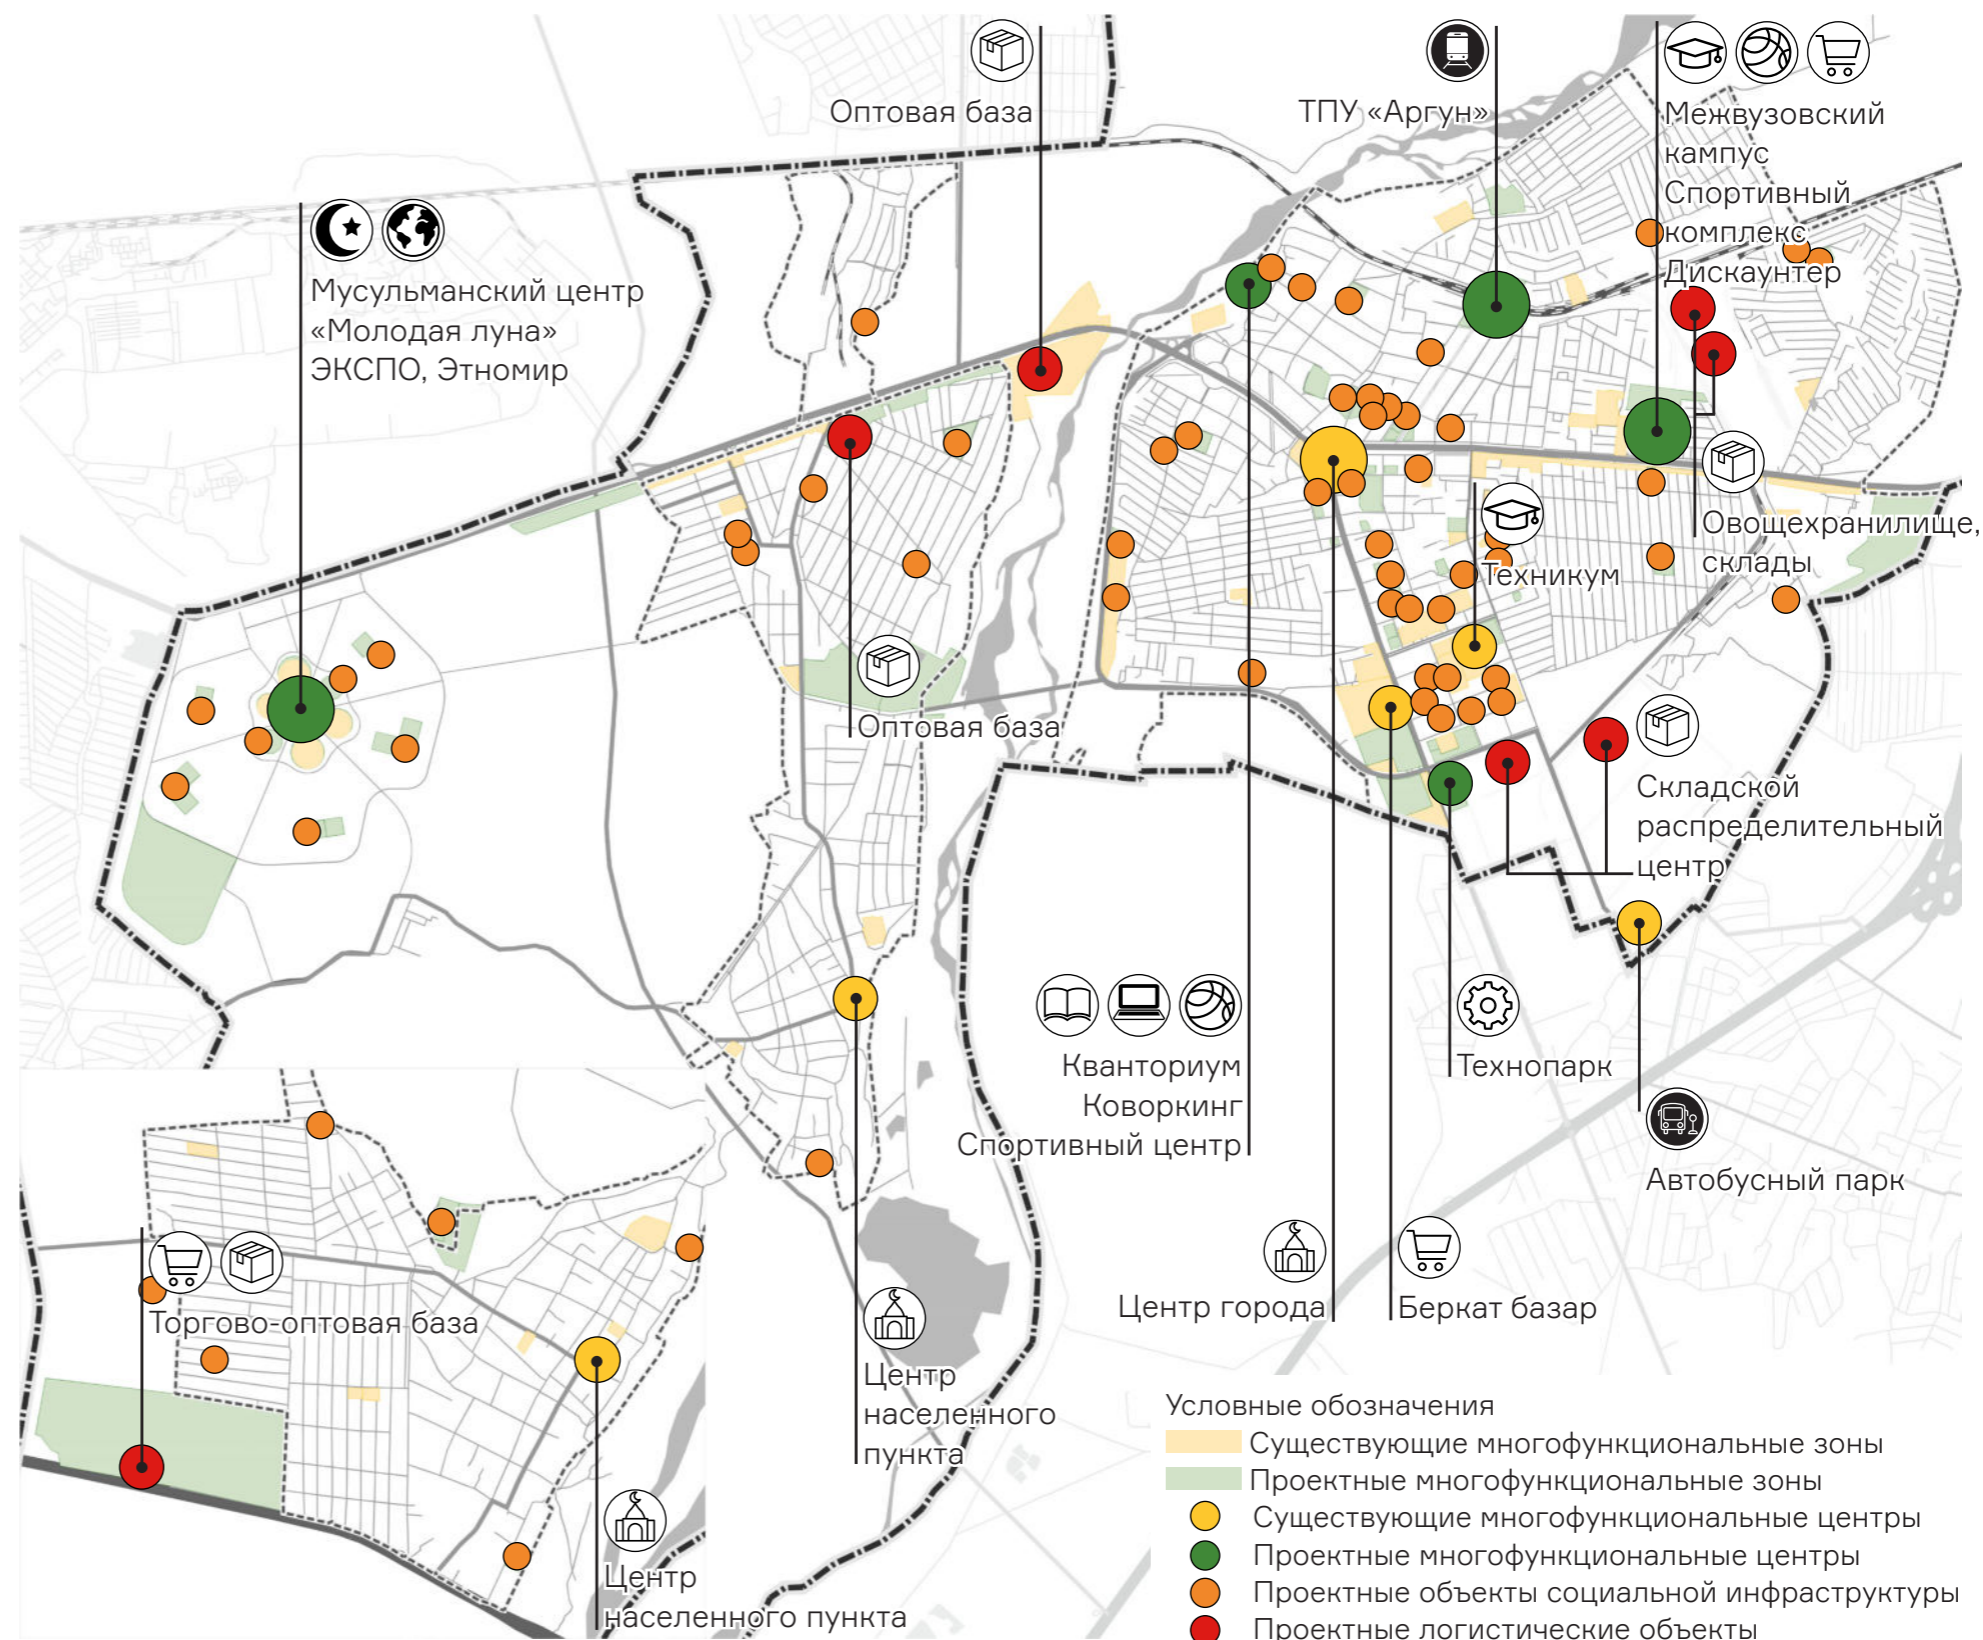 Оптовая база
ТПУ «Аргун»
Межвузовский
кампус
Спортивный
комплекс
Дискаунтер
Мусульманский центр
«Молодая луна»
ЭКСПО, Этномир
Овощехранилище,
склады
Техникум
Оптовая база
Складской
распределительный
центр
Кванториум
Коворкинг
Спортивный центр
Технопарк
Автобусный парк
Центр города
Беркат базар
Торгово-оптовая база
Центр
населенного
пункта
Центр
населенного пункта
Условные обозначения
Существующие многофункциональные зоны
Проектные многофункциональные зоны
Существующие многофункциональные центры
Проектные многофункциональные центры
Проектные объекты социальной инфраструктуры
Проектные логистические объекты